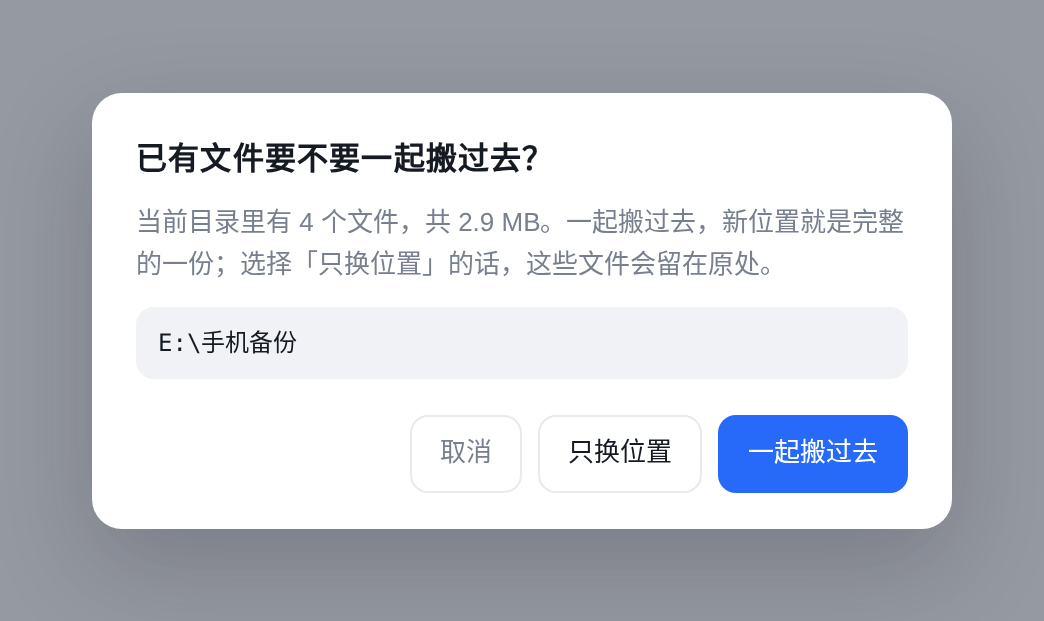 已有文件要不要一起搬过去？
当前目录里有 4 个文件，共 2.9 MB。一起搬过去，新位置就是完整
的一份；选择「只换位置」的话，这些文件会留在原处。
E:\手机备份
取消
只换位置
一起搬过去